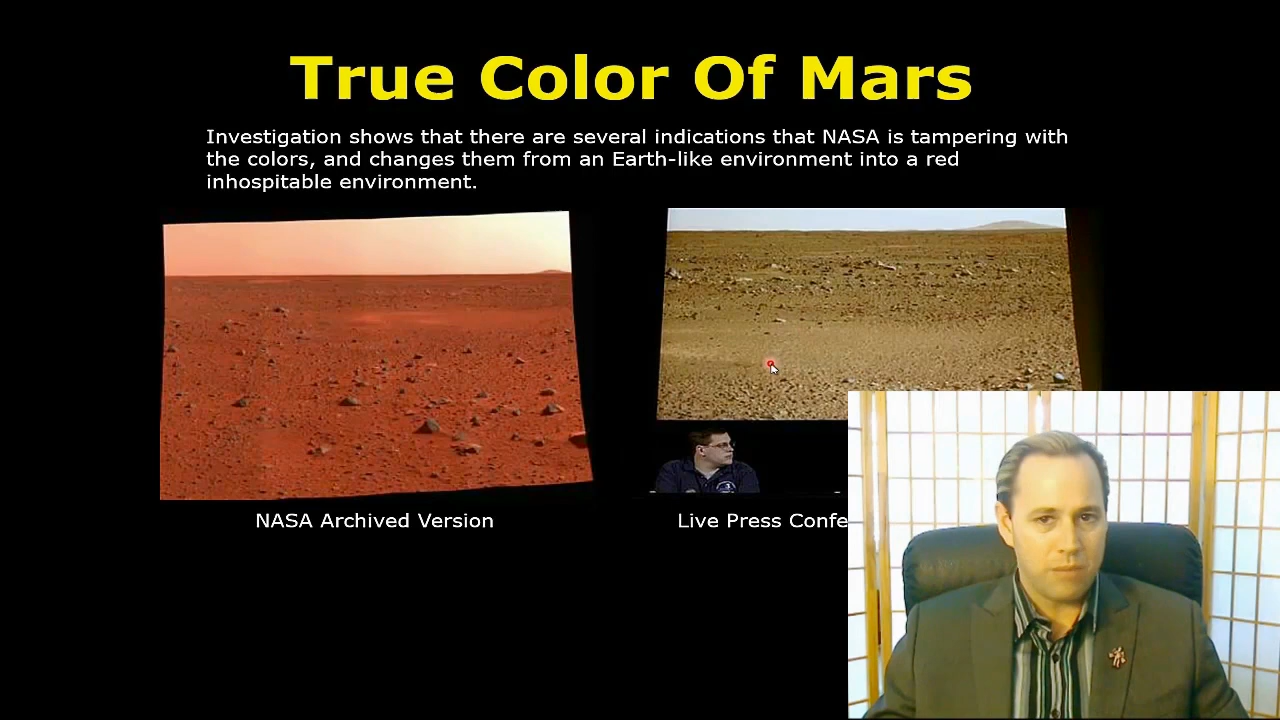 True Color Of Mars
Investigation shows that there are several indications that NASA is tampering with
the colors, and changes them from an Earth-like environment into a red
inhospitable environment.
NASA Archived Version
Live Press Confe